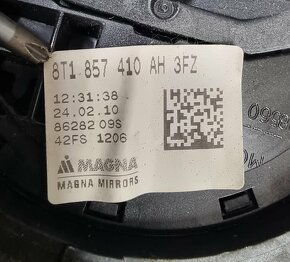 8T1 857 410 AH 3FZ
12:31:38
24.02.10
86282 09S
42FS 1206
MAGNA
MAGNA MIRRORS